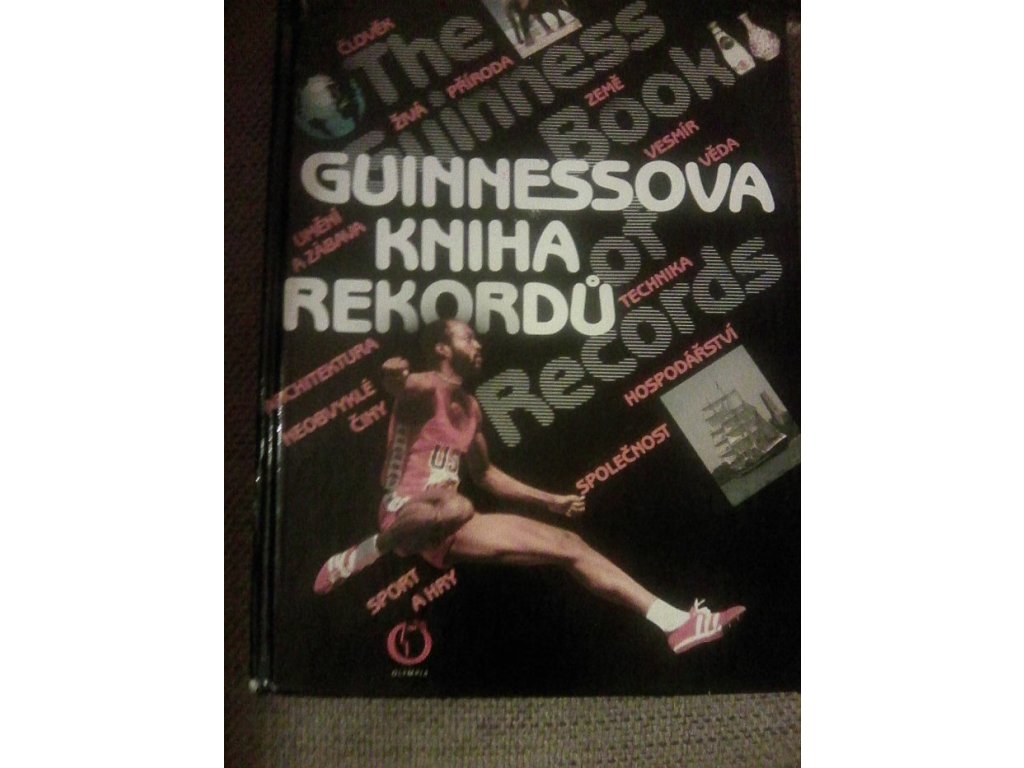 The
Guinness
Book
of
Records
ČLOVĚK
ŽIVÁ PŘÍRODA
ZEMĚ
VESMÍR
VĚDA
GUINNESSOVA
KNIHA
REKORDŮ
UMĚNÍ
A ZÁBAVA
TECHNIKA
ARCHITEKTURA
HOSPODÁŘSTVÍ
NEOBVYKLÉ
ČINY
SPOLEČNOST
US
SPORT
A HRY
OLYMPIA